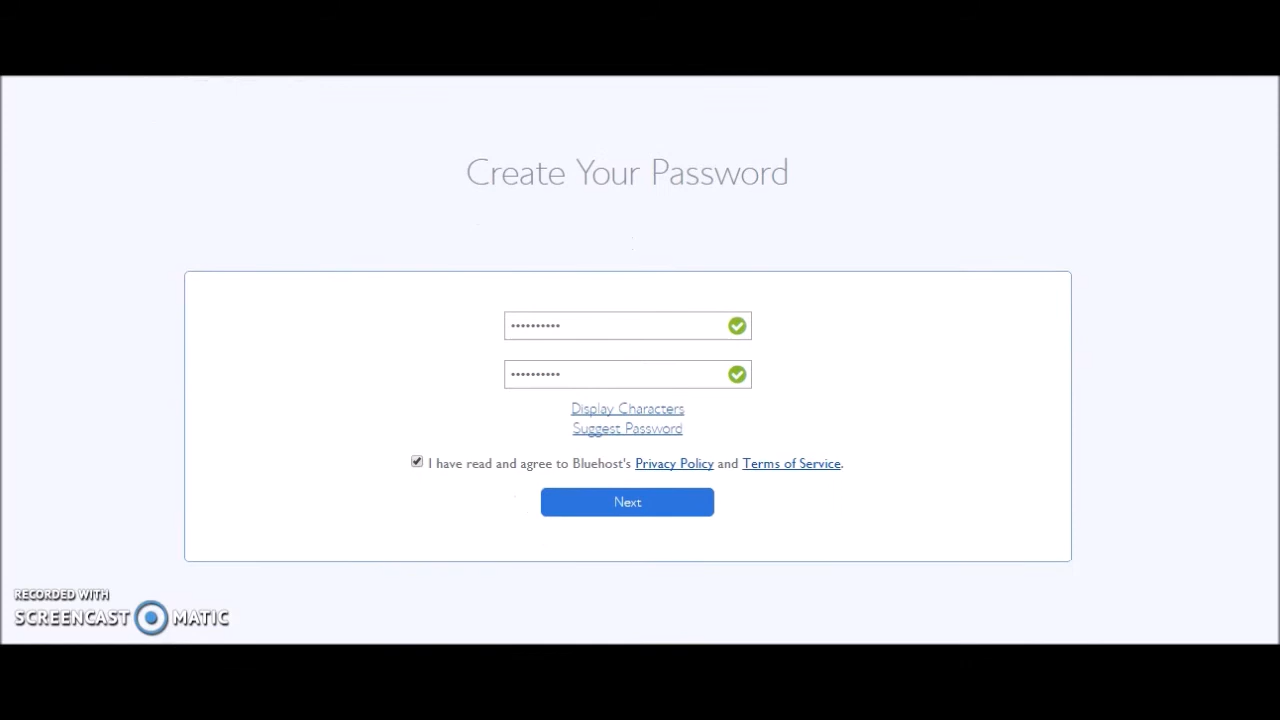 Create Your Password
••••••••••
••••••••••
Display Characters
Suggest Password
I have read and agree to Bluehost's Privacy Policy and Terms of Service.
Next
RECORDED WITH
SCREENCAST MATIC